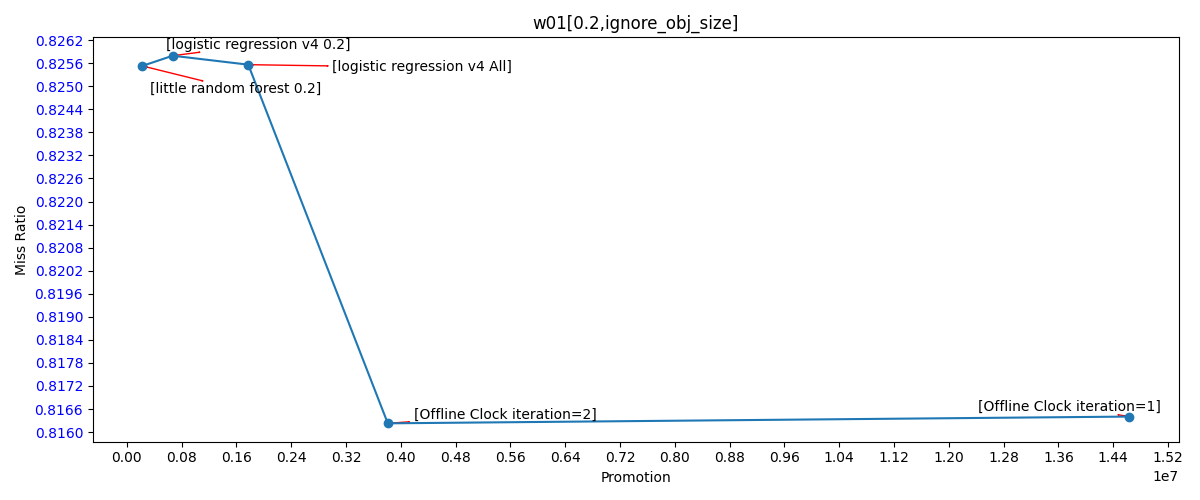 w01[0.2,ignore_obj_size]
0.8262
0.8256
0.8250
0.8244
0.8238
0.8232
0.8226
0.8220
0.8214
0.8208
0.8202
0.8196
0.8190
0.8184
0.8178
0.8172
0.8166
0.8160
Miss Ratio
[logistic regression v4 0.2]
[logistic regression v4 All]
[little random forest 0.2]
[Offline Clock iteration=2]
[Offline Clock iteration=1]
0.00 0.08 0.16 0.24 0.32 0.40 0.48 0.56 0.64 0.72 0.80 0.88 0.96 1.04 1.12 1.20 1.28 1.36 1.44 1.52
1e7
Promotion